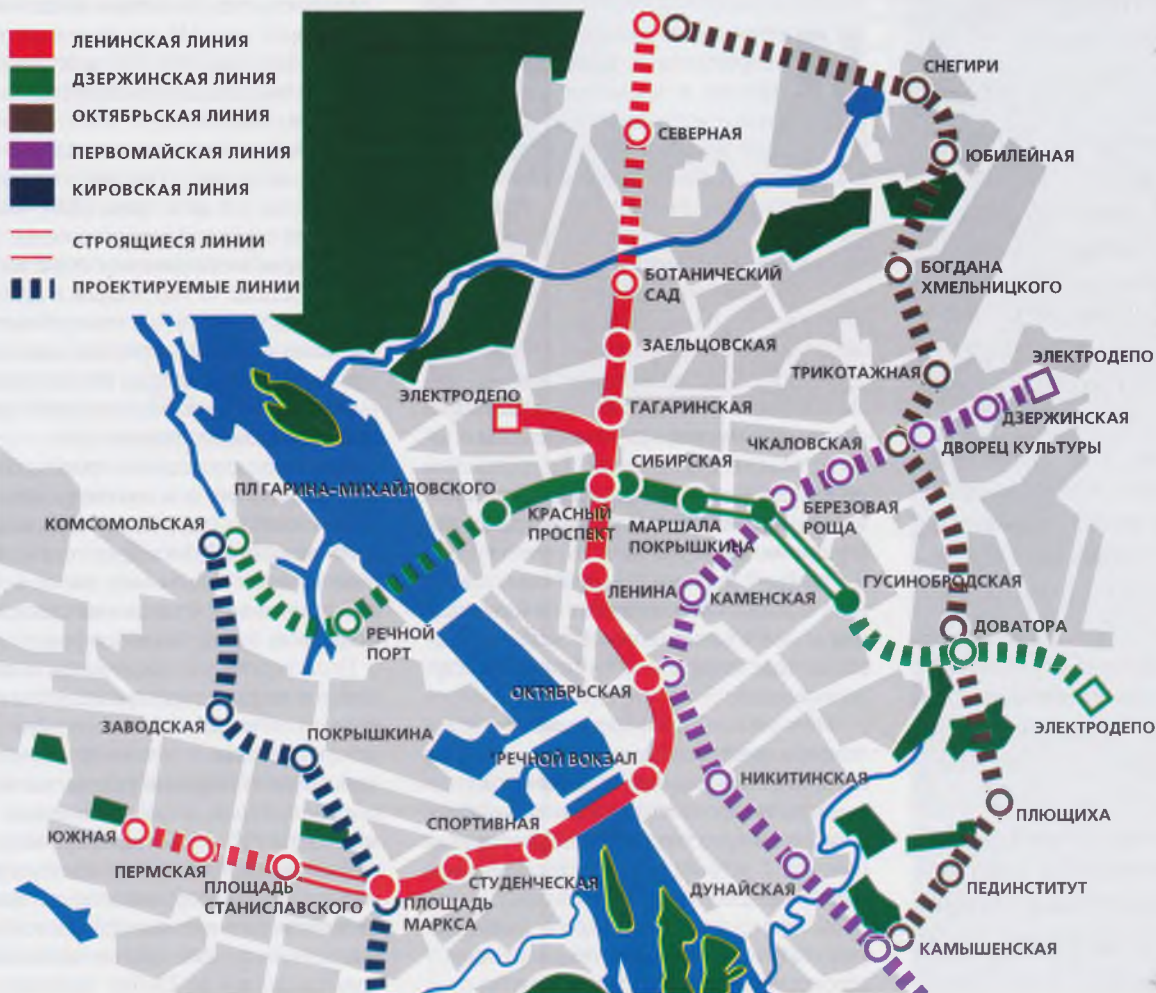 ЛЕНИНСКАЯ ЛИНИЯ
ДЗЕРЖИНСКАЯ ЛИНИЯ
ОКТЯБРЬСКАЯ ЛИНИЯ
ПЕРВОМАЙСКАЯ ЛИНИЯ
КИРОВСКАЯ ЛИНИЯ
СТРОЯЩИЕСЯ ЛИНИИ
ПРОЕКТИРУЕМЫЕ ЛИНИИ
СНЕГИРИ
СЕВЕРНАЯ
ЮБИЛЕЙНАЯ
БОТАНИЧЕСКИЙ
САД
БОГДАНА
ХМЕЛЬНИЦКОГО
ЗАЕЛЬЦОВСКАЯ
ЭЛЕКТРОДЕПО
ТРИКОТАЖНАЯ
ЭЛЕКТРОДЕПО
ГАГАРИНСКАЯ
ДЗЕРЖИНСКАЯ
ЧКАЛОВСКАЯ
ДВОРЕЦ КУЛЬТУРЫ
СИБИРСКАЯ
ПЛ ГАРИНА-МИХАЙЛОВСКОГО
КРАСНЫЙ
ПРОСПЕКТ
МАРШАЛА
ПОКРЫШКИНА
БЕРЕЗОВАЯ
РОЩА
КОМСОМОЛЬСКАЯ
ГУСИНОБРОДСКАЯ
ЛЕНИНА
КАМЕНСКАЯ
РЕЧНОЙ
ПОРТ
ДОВАТОРА
ОКТЯБРЬСКАЯ
ЭЛЕКТРОДЕПО
ЗАВОДСКАЯ
ПОКРЫШКИНА
РЕЧНОЙ ВОКЗАЛ
НИКИТИНСКАЯ
ПЛЮЩИХА
СПОРТИВНАЯ
ЮЖНАЯ
ПЕРМСКАЯ
СТУДЕНЧЕСКАЯ
ДУНАЙСКАЯ
ПЕДИНСТИТУТ
ПЛОЩАДЬ
СТАНИСЛАВСКОГО
ПЛОЩАДЬ
МАРКСА
КАМЫШЕНСКАЯ